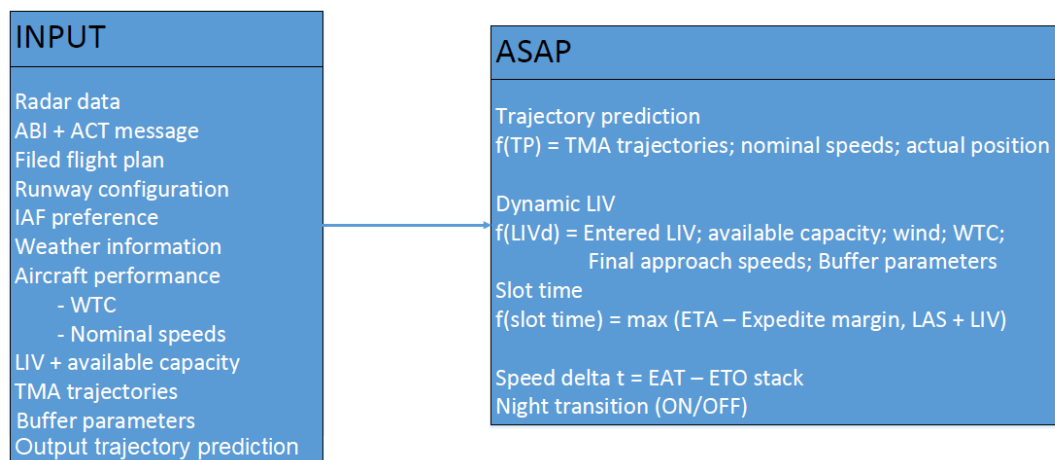 INPUT
Radar data
ABI + ACT message
Filed flight plan
Runway configuration
IAF preference
Weather information
Aircraft performance
- WTC
- Nominal speeds
LIV + available capacity
TMA trajectories
Buffer parameters
Output trajectory prediction
ASAP
Trajectory prediction
f(TP) = TMA trajectories; nominal speeds; actual position
Dynamic LIV
f(LIVd) = Entered LIV; available capacity; wind; WTC;
Final approach speeds; Buffer parameters
Slot time
f(slot time) = max (ETA – Expedite margin, LAS + LIV)
Speed delta t = EAT – ETO stack
Night transition (ON/OFF)